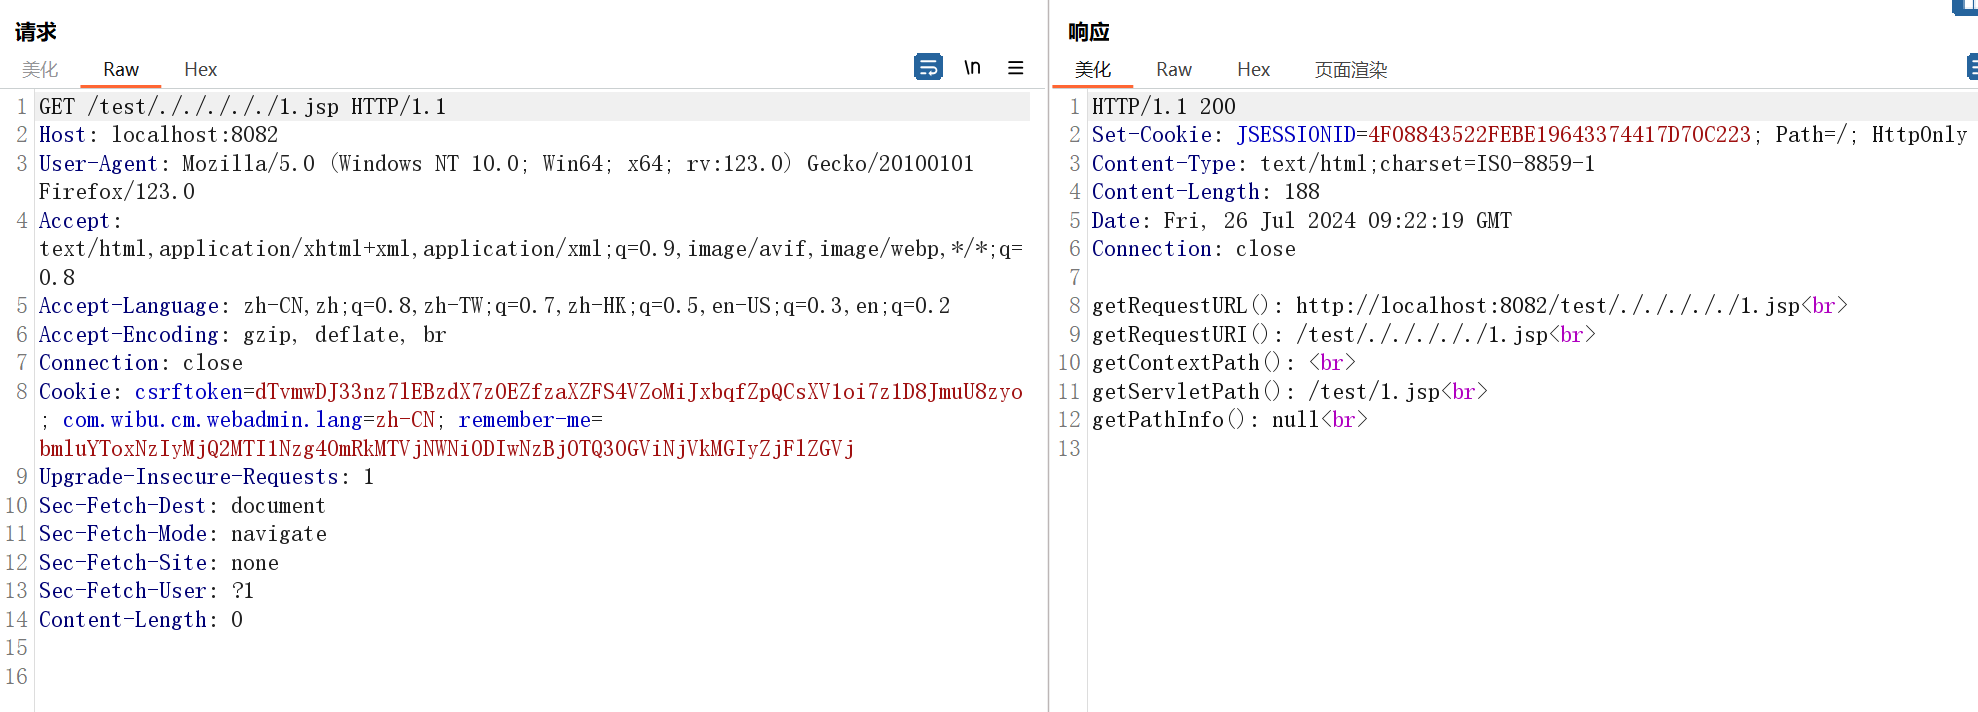 请求
美化 Raw Hex
\n
1 GET /test/./././././1.jsp HTTP/1.1
2 Host: localhost:8082
3 User-Agent: Mozilla/5.0 (Windows NT 10.0; Win64; x64; rv:123.0) Gecko/20100101
Firefox/123.0
4 Accept:
text/html,application/xhtml+xml,application/xml;q=0.9,image/avif,image/webp,*/*;q=
0.8
5 Accept-Language: zh-CN,zh;q=0.8,zh-TW;q=0.7,zh-HK;q=0.5,en-US;q=0.3,en;q=0.2
6 Accept-Encoding: gzip, deflate, br
7 Connection: close
8 Cookie: csrftoken=dTvmwDJ33nz7lEBzdX7z0EZfzaXZFS4VZoMiJxbqfZpQCsXV1oi7z1D8JmuU8zyo
; com.wibu.cm.webadmin.lang=zh-CN; remember-me=
bmluYToxNzIyMjQ2MTI1Nzg4OmRkMTVjNWNiODIwNzBjOTQ3OGViNjVkMGIyZjFlZGVj
9 Upgrade-Insecure-Requests: 1
10 Sec-Fetch-Dest: document
11 Sec-Fetch-Mode: navigate
12 Sec-Fetch-Site: none
13 Sec-Fetch-User: ?1
14 Content-Length: 0
15
16
响应
美化 Raw Hex 页面渲染
1 HTTP/1.1 200
2 Set-Cookie: JSESSIONID=4F08843522FEBE19643374417D70C223; Path=/; HttpOnly
3 Content-Type: text/html;charset=ISO-8859-1
4 Content-Length: 188
5 Date: Fri, 26 Jul 2024 09:22:19 GMT
6 Connection: close
7
8 getRequestURL(): http://localhost:8082/test/./././././1.jsp<br>
9 getRequestURI(): /test/./././././1.jsp<br>
10 getContextPath(): <br>
11 getServletPath(): /test/1.jsp<br>
12 getPathInfo(): null<br>
13